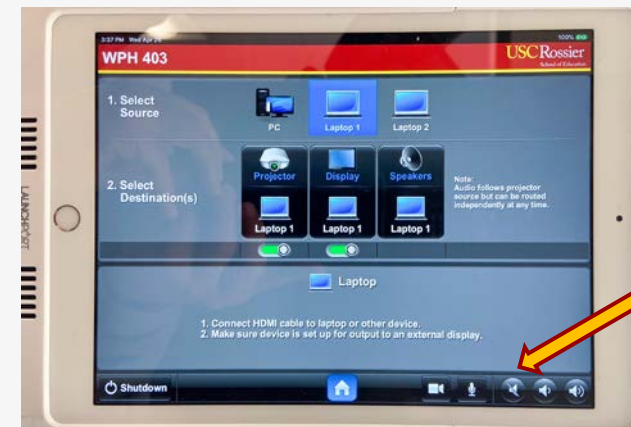 3:37 PM Wed Apr
100%
WPH 403
USC Rossier
School of Education
1. Select
Source
PC
Laptop 1
Laptop 2
2. Select
Destination(s)
Projector
Display
Speakers
Laptop 1
Laptop 1
Laptop 1
Note:
Audio follows projector
source but can be routed
independently at any time.
Laptop
1. Connect HDMI cable to laptop or other device.
2. Make sure device is set up for output to an external display.
Shutdown
LAUNCHPORT